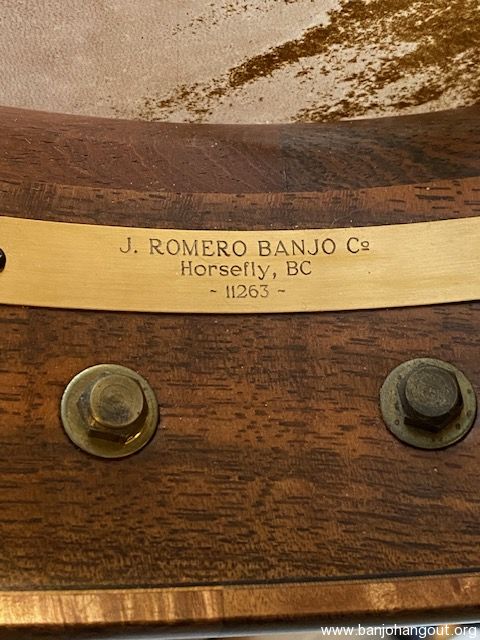 J. ROMERO BANJO Co
Horsefly, BC
~ 11263 ~
www.banjohangout.org